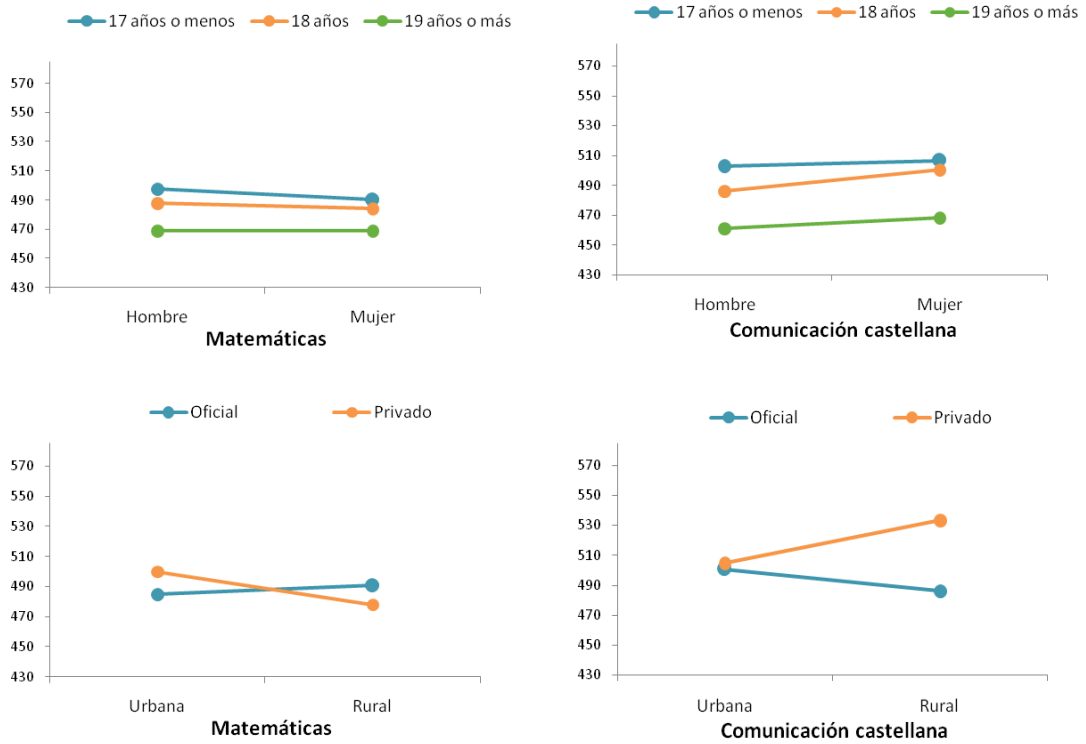 17 años o menos 18 años 19 años o más
570
550
530
510
490
470
450
430
Hombre Mujer
Matemáticas
17 años o menos 18 años 19 años o más
570
550
530
510
490
470
450
430
Hombre Mujer
Comunicación castellana
Oficial Privado
570
550
530
510
490
470
450
430
Urbana Rural
Matemáticas
Oficial Privado
570
550
530
510
490
470
450
430
Urbana Rural
Comunicación castellana